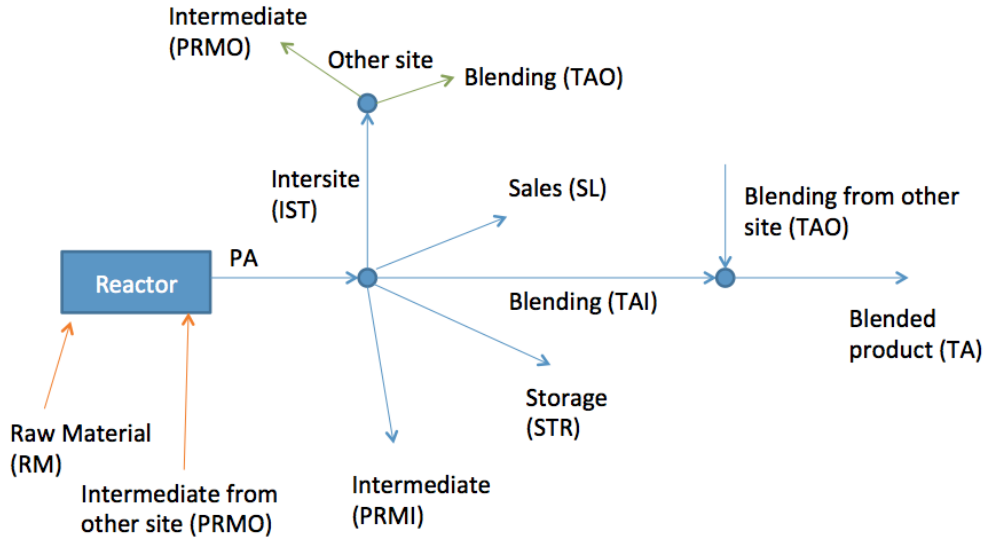 Intermediate
(PRMO)
Other site
Blending (TAO)
Intersite
(IST)
Sales (SL)
Blending from other
site (TAO)
PA
Reactor
Blending (TAI)
Blended
product (TA)
Storage
(STR)
Raw Material
(RM)
Intermediate from
other site (PRMO)
Intermediate
(PRMI)